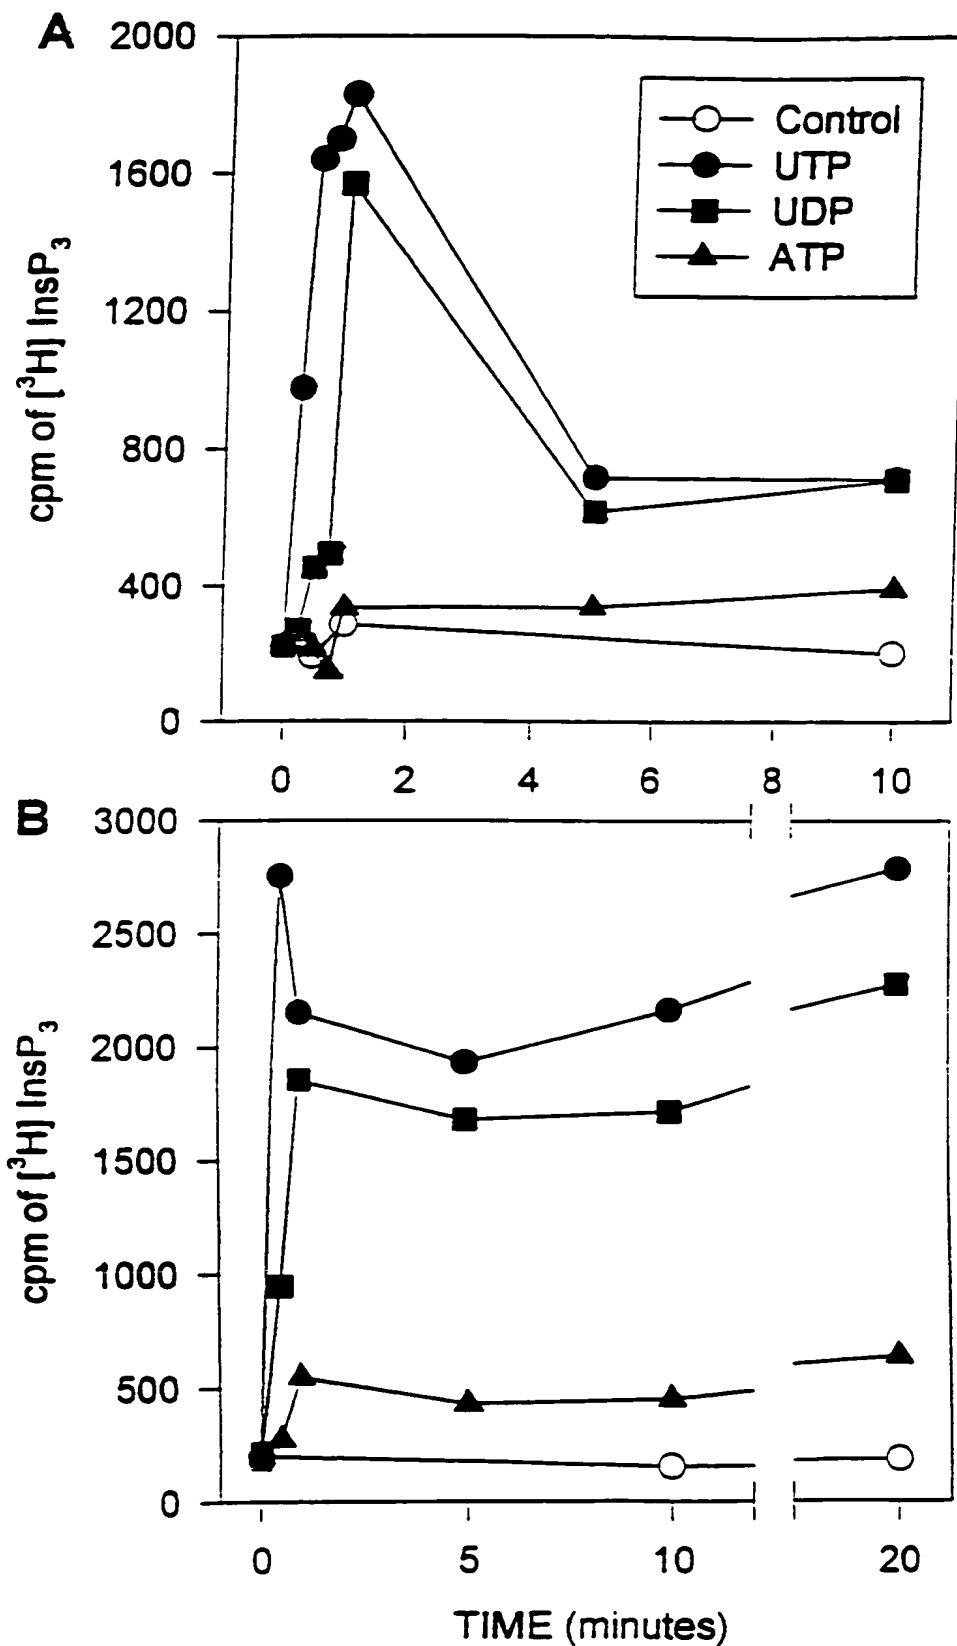 A
2000
1600
1200
800
400
0
cpm of [³H] InsP₃
Control
UTP
UDP
ATP
0 2 4 6 8 10
B
3000
2500
2000
1500
1000
500
0
cpm of [³H] InsP₃
0 5 10 20
TIME (minutes)